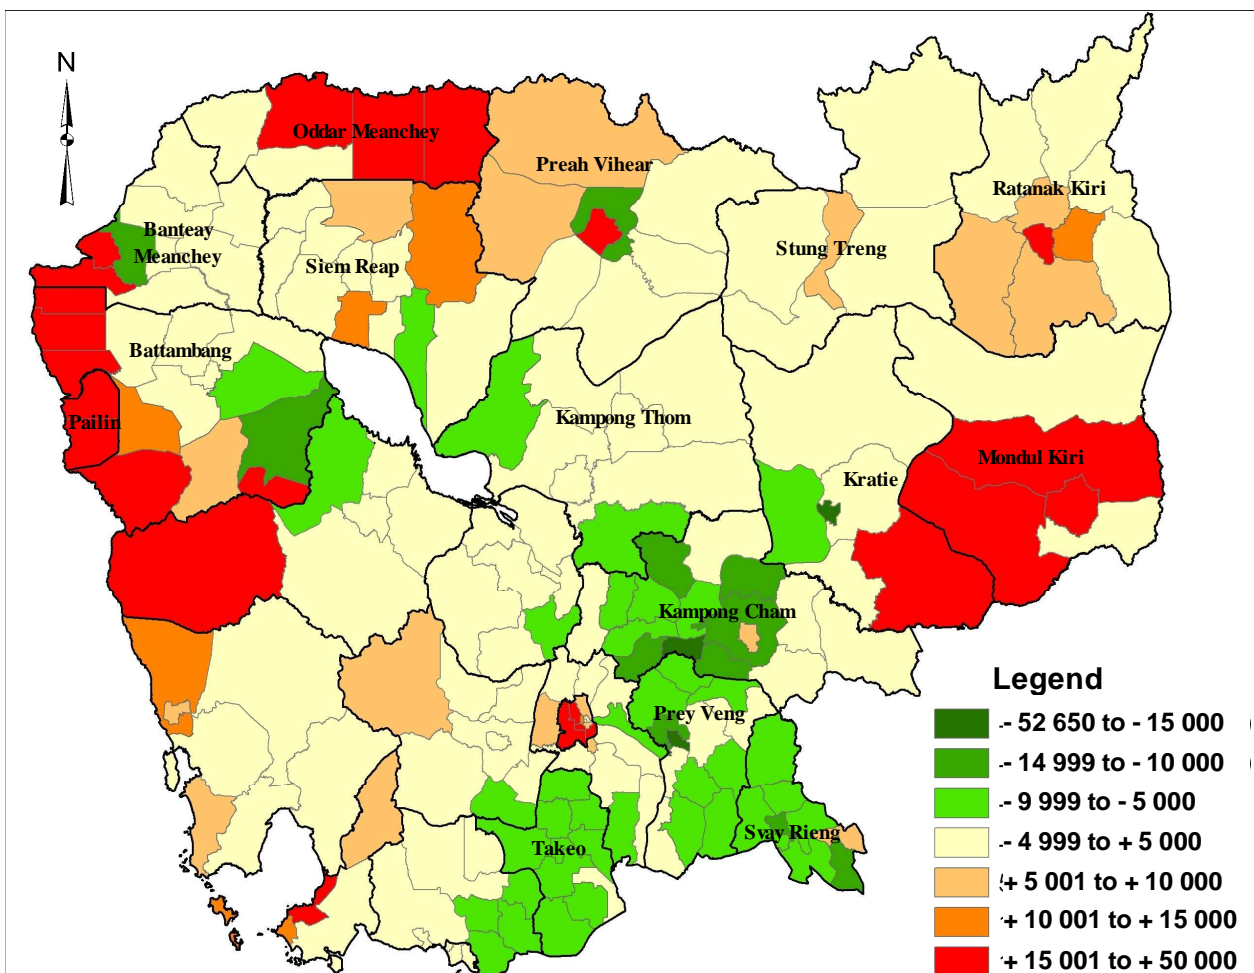 N
Oddar Meanchey
Preah Vihear
Ratanak Kiri
Banteay
Meanchey
Siem Reap
Stung Treng
Battambang
Pailin
Kampong Thom
Mondul Kiri
Kratie
Kampong Cham
Prey Veng
Svay Rieng
Takeo
Legend
- 52 650 to - 15 000
- 14 999 to - 10 000
- 9 999 to - 5 000
- 4 999 to + 5 000
+ 5 001 to + 10 000
+ 10 001 to + 15 000
+ 15 001 to + 50 000